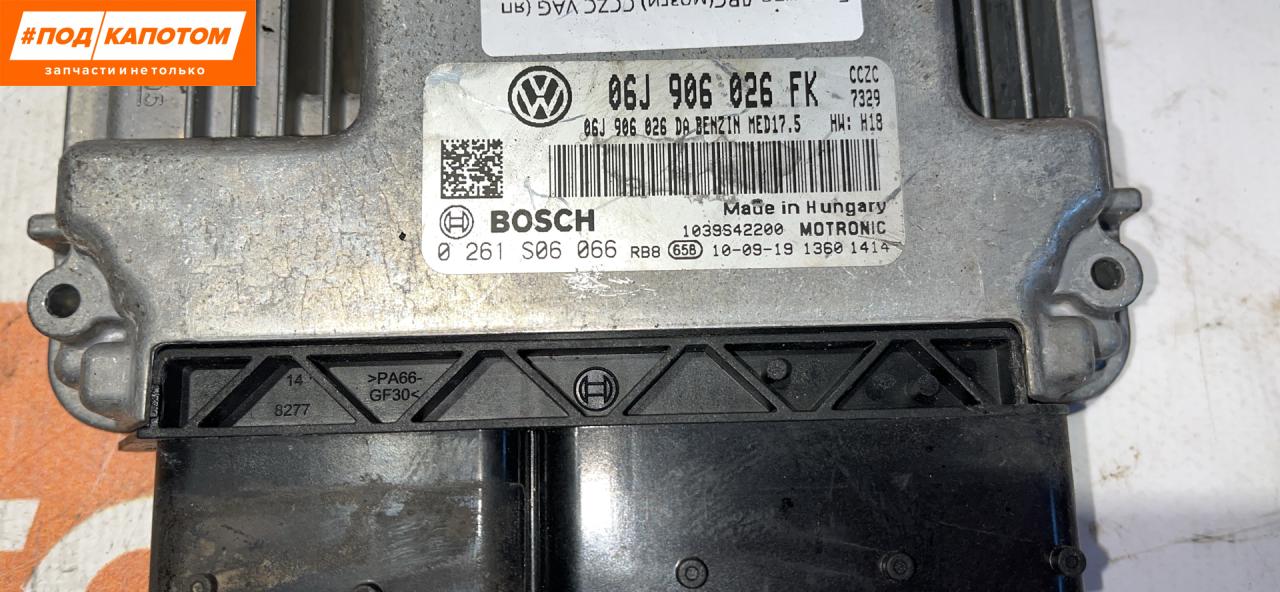 #ПОД КАПОТОМ
запчасти и не только
(мозги) CCZC VAG
06J 906 026 FK
CCZC
7329
06J 906 026 DA BENZIN MED17.5 HW: H18
Made in Hungary
BOSCH
1039S42200 MOTRONIC
0 261 S06 066 RB8 65B 10-09-19 1360 1414
14
8277
>PA66-
GF30<